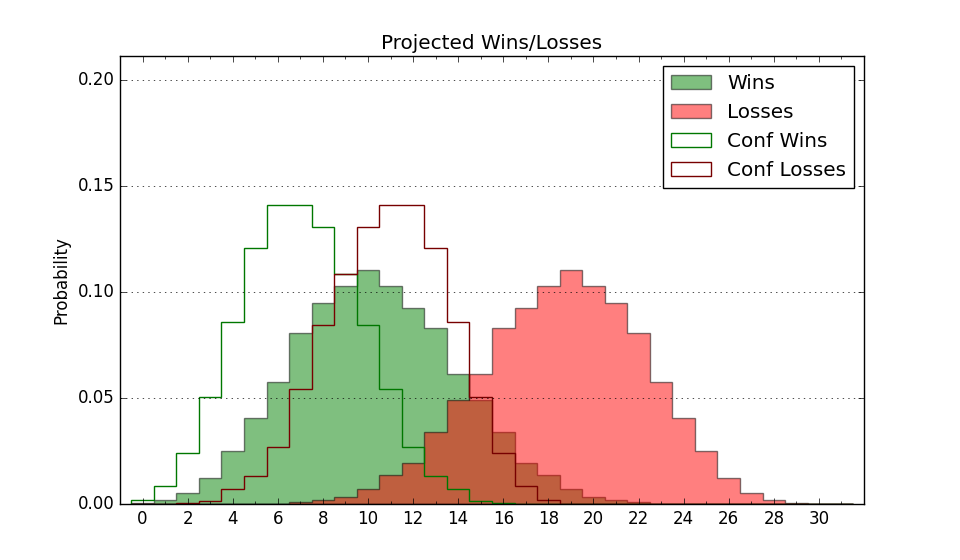 Projected Wins/Losses
Probability
0.20
0.15
0.10
0.05
0.00
0 2 4 6 8 10 12 14 16 18 20 22 24 26 28 30
Wins
Losses
Conf Wins
Conf Losses